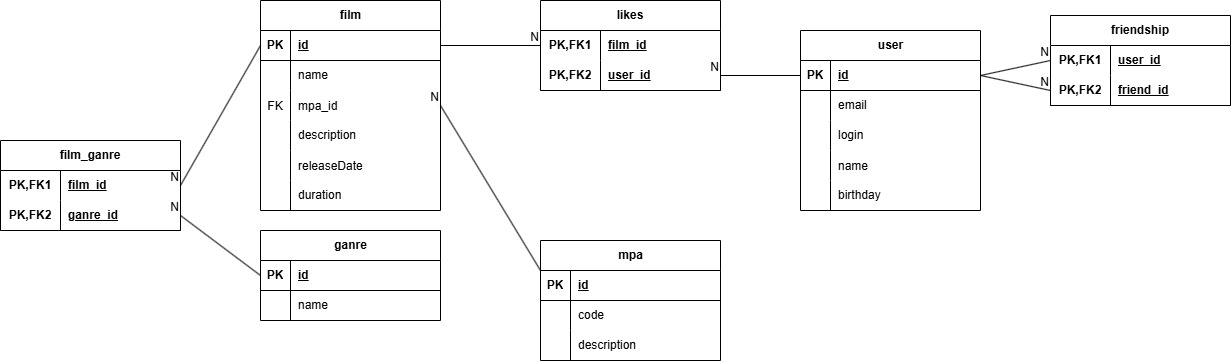 film
PK id
name
FK mpa_id
description
releaseDate
duration
N
likes
N PK,FK1 film_id
PK,FK2 user_id N
user
PK id
email
login
name
birthday
friendship
N PK,FK1 user_id
N PK,FK2 friend_id
film_ganre
PK,FK1 film_id N
PK,FK2 ganre_id N
ganre
PK id
name
mpa
PK id
code
description